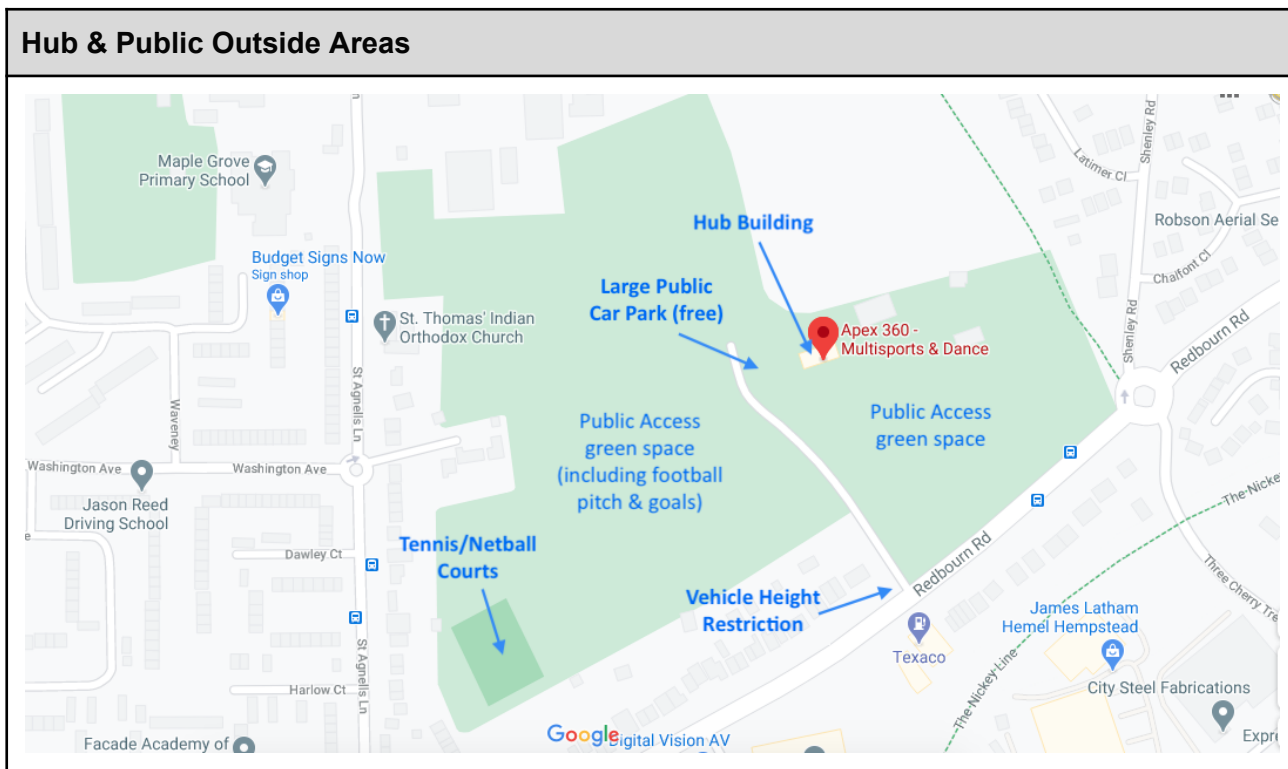 Hub & Public Outside Areas
Maple Grove
Primary School
Budget Signs Now
Sign shop
St. Thomas' Indian
Orthodox Church
Hub Building
Large Public
Car Park (free)
Apex 360 -
Multisports & Dance
Latimer Cl
Shenley Rd
Robson Aerial Se
Chalfont Cl
Shenley Rd
Redbourn Rd
St Agnells Ln
Waveney
Public Access
green space
(including football
pitch & goals)
Public Access
green space
Washington Ave
Washington Ave
Jason Reed
Driving School
Dawley Ct
Tennis/Netball
Courts
Vehicle Height
Restriction
Redbourn Rd
The-Nickey
Three Cherry Tre
Texaco
James Latham
Hemel Hempstead
The-Nickey Line
City Steel Fabrications
Expre
St Agnells Ln
Harlow Ct
Facade Academy of
Google
Digital Vision AV